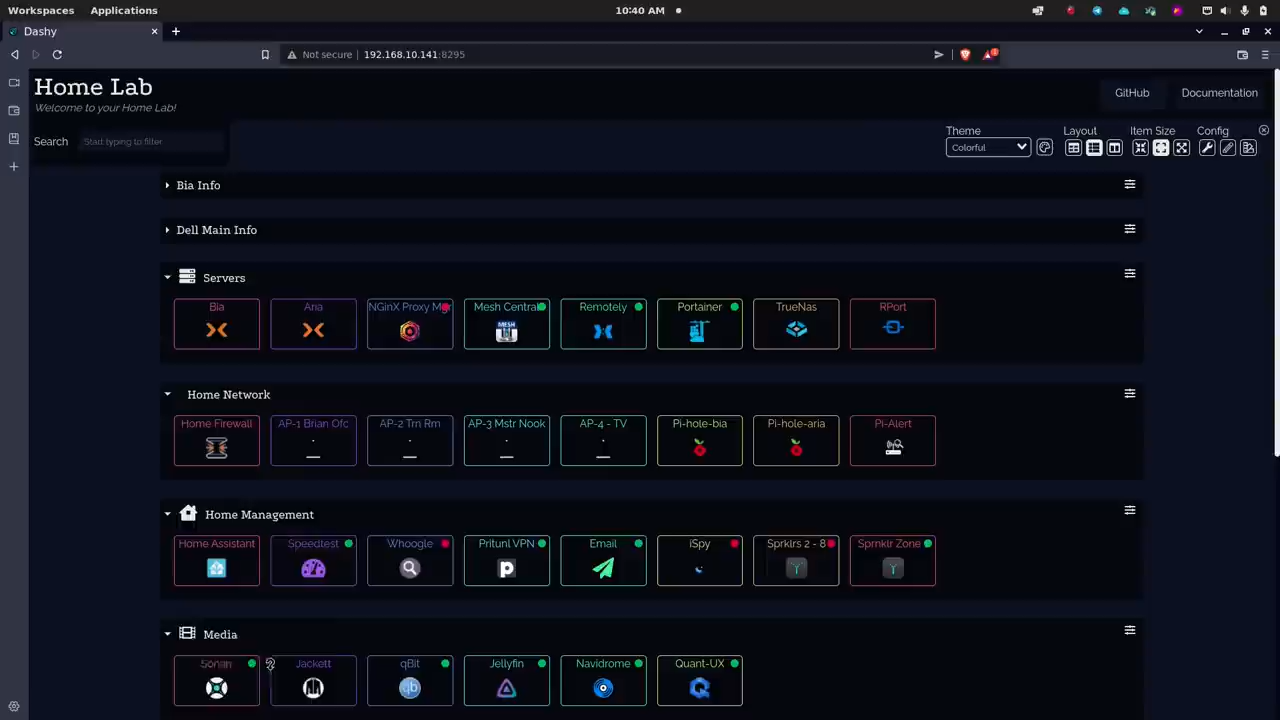 Workspaces Applications 10:40 AM
Dashy
Not secure 192.168.10.141:8295
Home Lab
Welcome to your Home Lab!
GitHub Documentation
Search Start typing to filter
Theme Layout Item Size Config
Colorful
Bia Info
Dell Main Info
Servers
Bia Aria NGinX Proxy Mgr Mesh Central Remotely Portainer TrueNas RPort
MESH
Home Network
Home Firewall AP-1 Brian Ofc AP-2 Trn Rm AP-3 Mstr Nook AP-4 - TV Pi-hole-bia Pi-hole-aria Pi-Alert
Home Management
Home Assistant Speedtest Whoogle Pritunl VPN Email iSpy Sprklrs 2 - 8 Sprnklr Zone
Media
Sonarr Jackett qBit Jellyfin Navidrome Quant-UX
qb